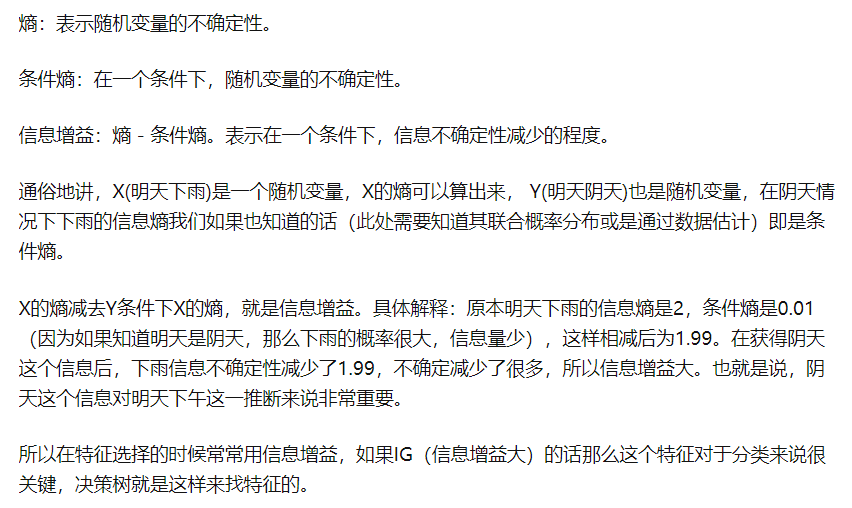 熵：表示随机变量的不确定性。
条件熵：在一个条件下，随机变量的不确定性。
信息增益：熵 - 条件熵。表示在一个条件下，信息不确定性减少的程度。
通俗地讲，X(明天下雨)是一个随机变量，X的熵可以算出来， Y(明天阴天)也是随机变量，在阴天情
况下下雨的信息熵我们如果也知道的话（此处需要知道其联合概率分布或是通过数据估计）即是条
件熵。
X的熵减去Y条件下X的熵，就是信息增益。具体解释：原本明天下雨的信息熵是2，条件熵是0.01
（因为如果知道明天是阴天，那么下雨的概率很大，信息量少），这样相减后为1.99。在获得阴天
这个信息后，下雨信息不确定性减少了1.99，不确定减少了很多，所以信息增益大。也就是说，阴
天这个信息对明天下午这一推断来说非常重要。
所以在特征选择的时候常常用信息增益，如果IG（信息增益大）的话那么这个特征对于分类来说很
关键，决策树就是这样来找特征的。